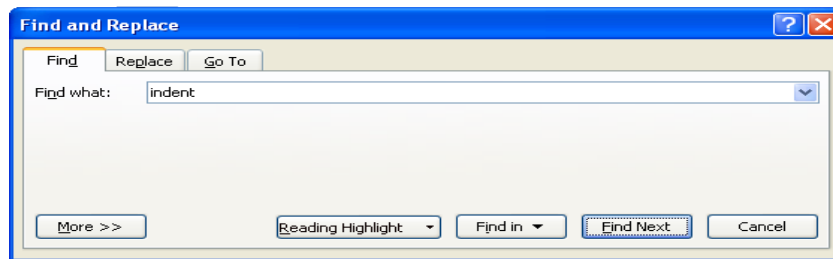 Find and Replace
Find Replace Go To
Find what: indent
More >> Reading Highlight Find in Find Next Cancel